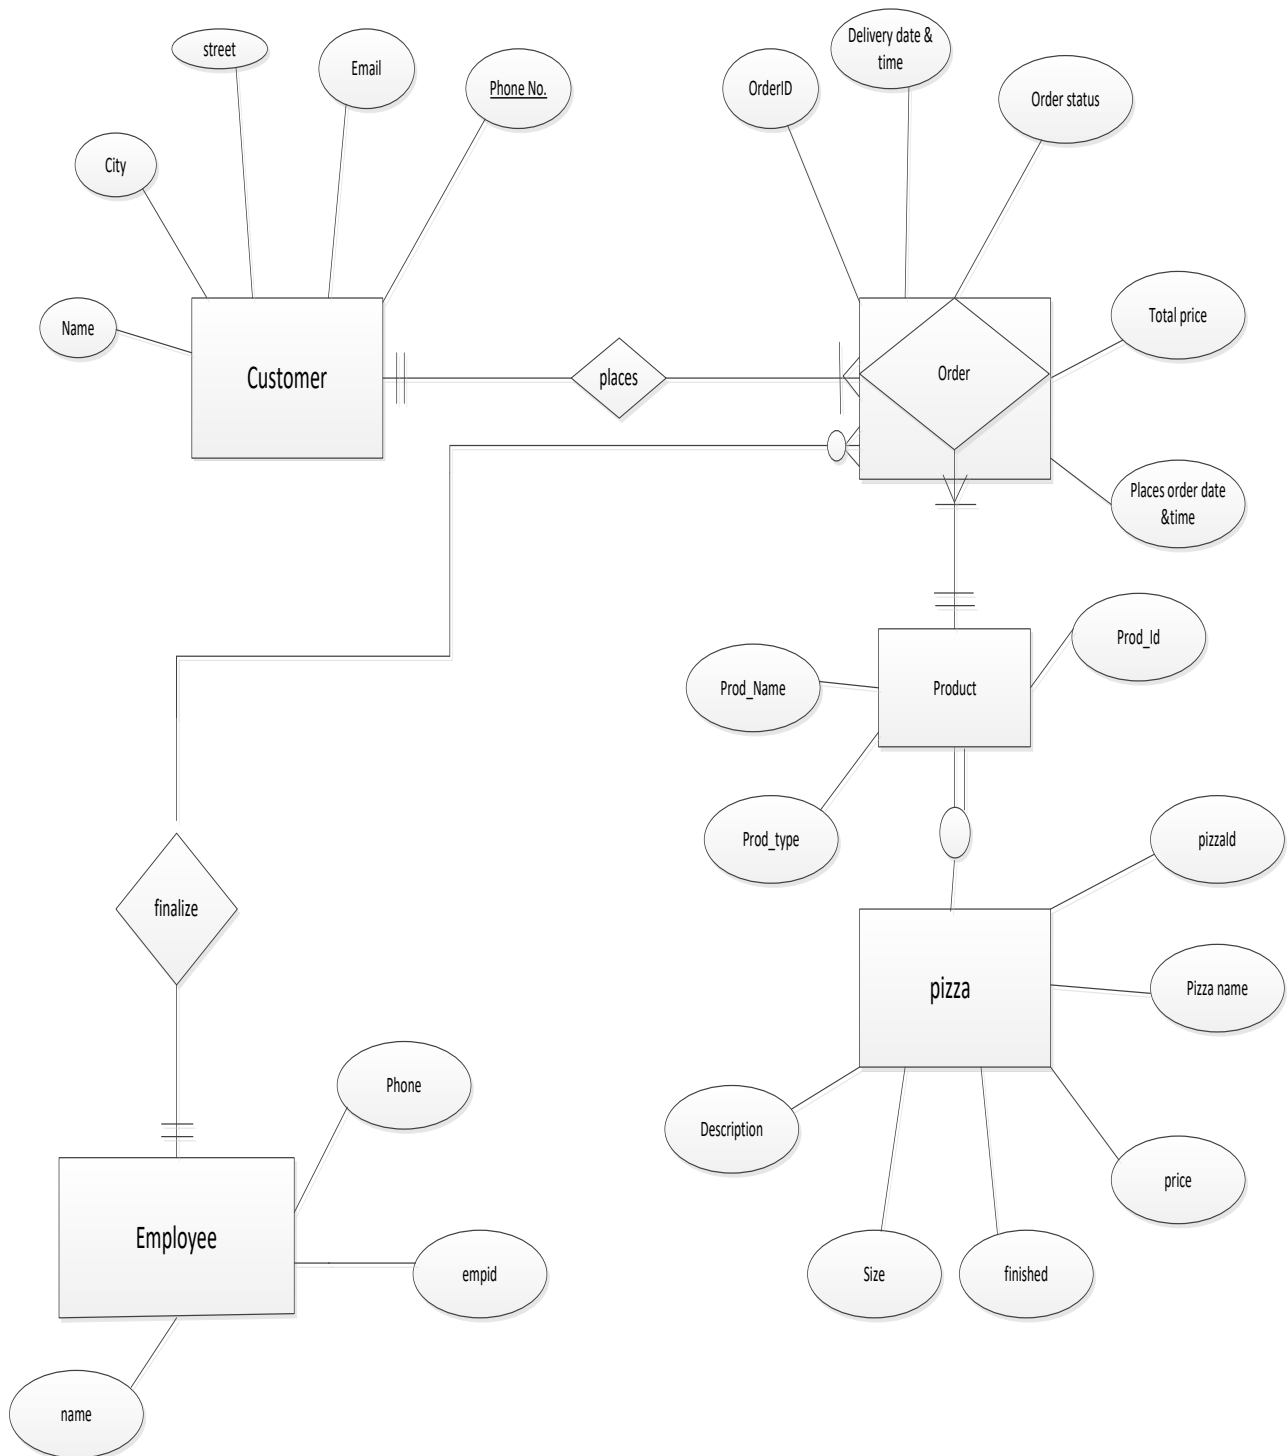 street
Email
Phone No.
City
Name
Customer
places
OrderID
Delivery date &
time
Order status
Order
Total price
Places order date
&time
Product
Prod_Id
Prod_Name
Prod_type
finalize
pizza
pizzaId
Pizza name
Description
Size
finished
price
Employee
Phone
empid
name